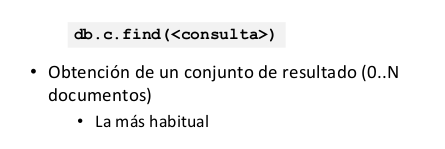 db.c.find(<consulta>)
• Obtención de un conjunto de resultado (0..N
documentos)
• La más habitual